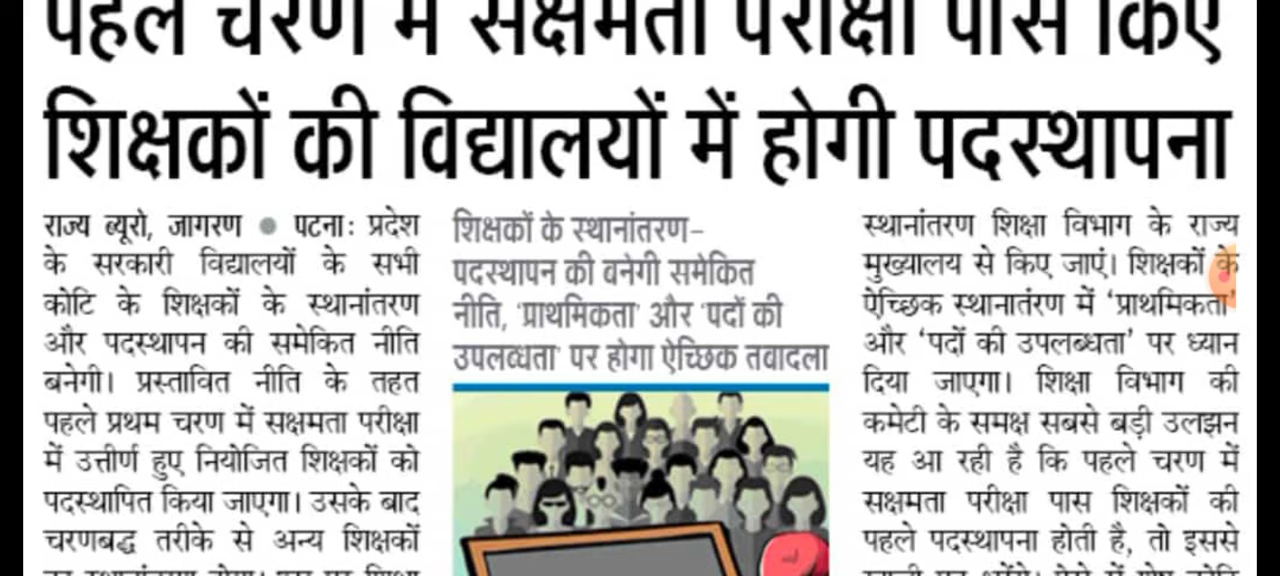 पहले चरण में सक्षमता परीक्षा पास किए
शिक्षकों की विद्यालयों में होगी पदस्थापना
राज्य ब्यूरो, जागरण ● पटना: प्रदेश
के सरकारी विद्यालयों के सभी
कोटि के शिक्षकों के स्थानांतरण
और पदस्थापन की समेकित नीति
बनेगी। प्रस्तावित नीति के तहत
पहले प्रथम चरण में सक्षमता परीक्षा
में उत्तीर्ण हुए नियोजित शिक्षकों को
पदस्थापित किया जाएगा। उसके बाद
चरणबद्ध तरीके से अन्य शिक्षकों
शिक्षकों के स्थानांतरण-
पदस्थापन की बनेगी समेकित
नीति, 'प्राथमिकता' और 'पदों की
उपलब्धता' पर होगा ऐच्छिक तबादला
स्थानांतरण शिक्षा विभाग के राज्य
मुख्यालय से किए जाएं। शिक्षकों के
ऐच्छिक स्थानातंरण में 'प्राथमिकता'
और 'पदों की उपलब्धता' पर ध्यान
दिया जाएगा। शिक्षा विभाग की
कमेटी के समक्ष सबसे बड़ी उलझन
यह आ रही है कि पहले चरण में
सक्षमता परीक्षा पास शिक्षकों की
पहले पदस्थापना होती है, तो इससे